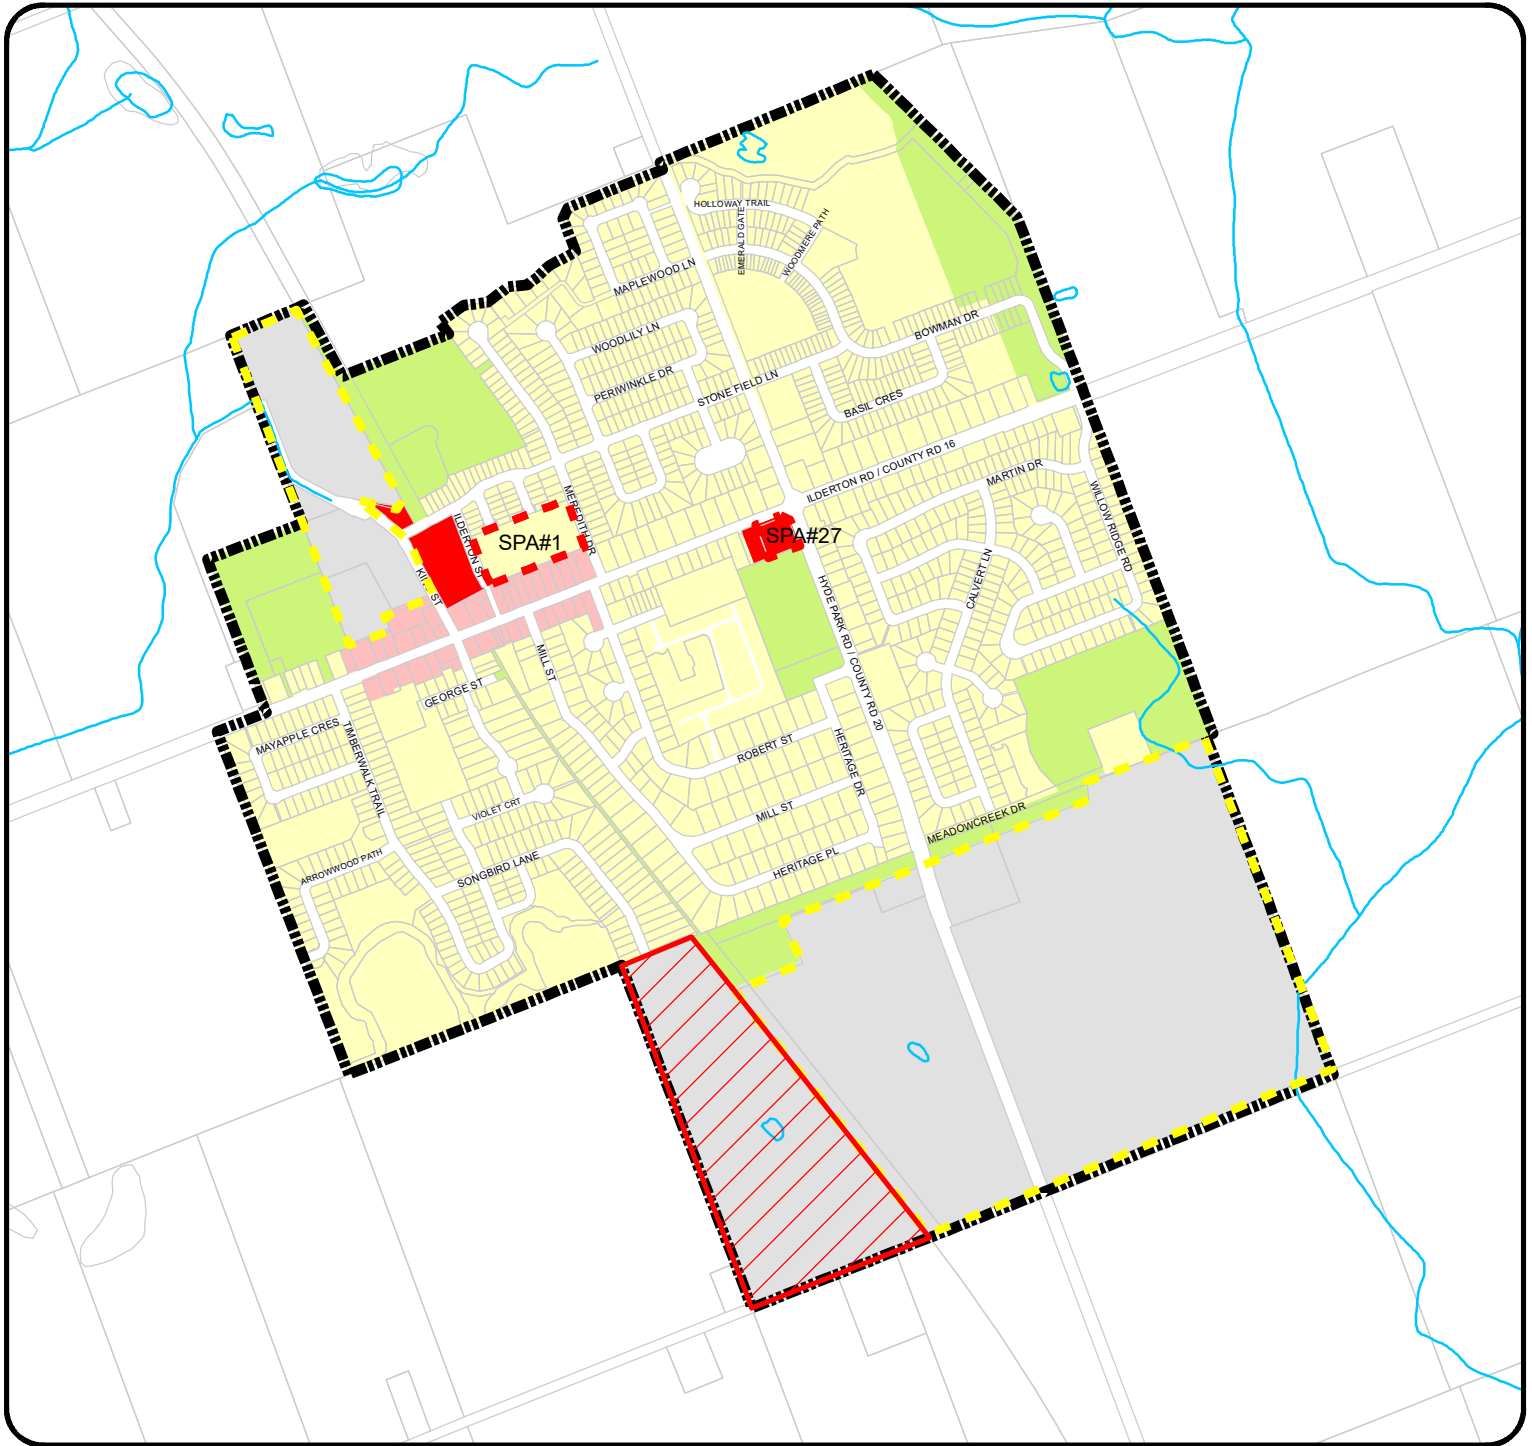 HOLLOWAY TRAIL
EMERALD GATE
WOODMERE PATH
MAPLEWOOD LN
WOODLILY LN
BOWMAN DR
PERIWINKLE DR
STONE FIELD LN
BASIL CRES
ILDERTON RD / COUNTY RD 16
MARTIN DR
WILLOW RIDGE RD
MEREDITH DR
ILDERTON ST
SPA#1
SPA#27
KING ST
CALVERT LN
HYDE PARK RD / COUNTY RD 20
MILL ST
GEORGE ST
MAYAPPLE CRES
TIMBERWALK TRAIL
ROBERT ST
HERITAGE DR
VIOLET CRT
MILL ST
MEADOWCREEK DR
ARROWWOOD PATH
SONGBIRD LANE
HERITAGE PL